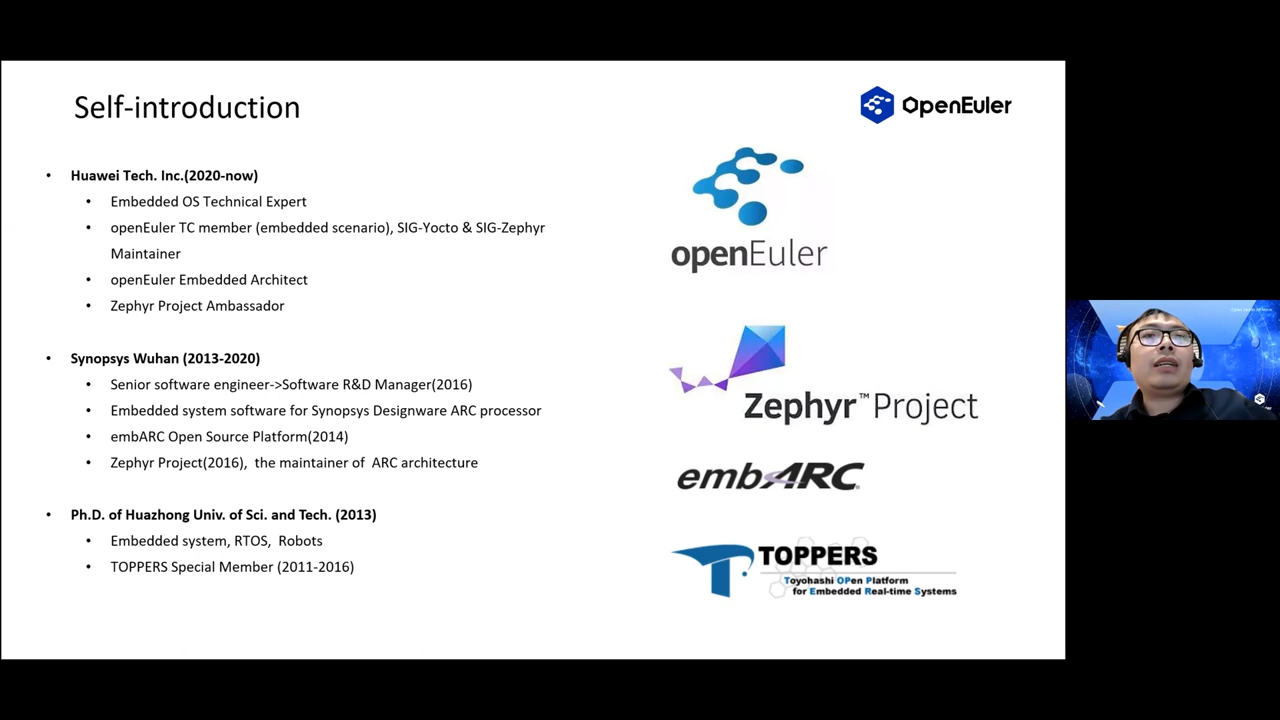 Self-introduction
OpenEuler
Huawei Tech. Inc.(2020-now)
Embedded OS Technical Expert
openEuler TC member (embedded scenario), SIG-Yocto & SIG-Zephyr
Maintainer
openEuler Embedded Architect
Zephyr Project Ambassador
Synopsys Wuhan (2013-2020)
Senior software engineer->Software R&D Manager(2016)
Embedded system software for Synopsys Designware ARC processor
embARC Open Source Platform(2014)
Zephyr Project(2016), the maintainer of ARC architecture
Ph.D. of Huazhong Univ. of Sci. and Tech. (2013)
Embedded system, RTOS, Robots
TOPPERS Special Member (2011-2016)
openEuler
Zephyr™ Project
embARC
TOPPERS
Toyohashi OPen Platform
for Embedded Real-time Systems